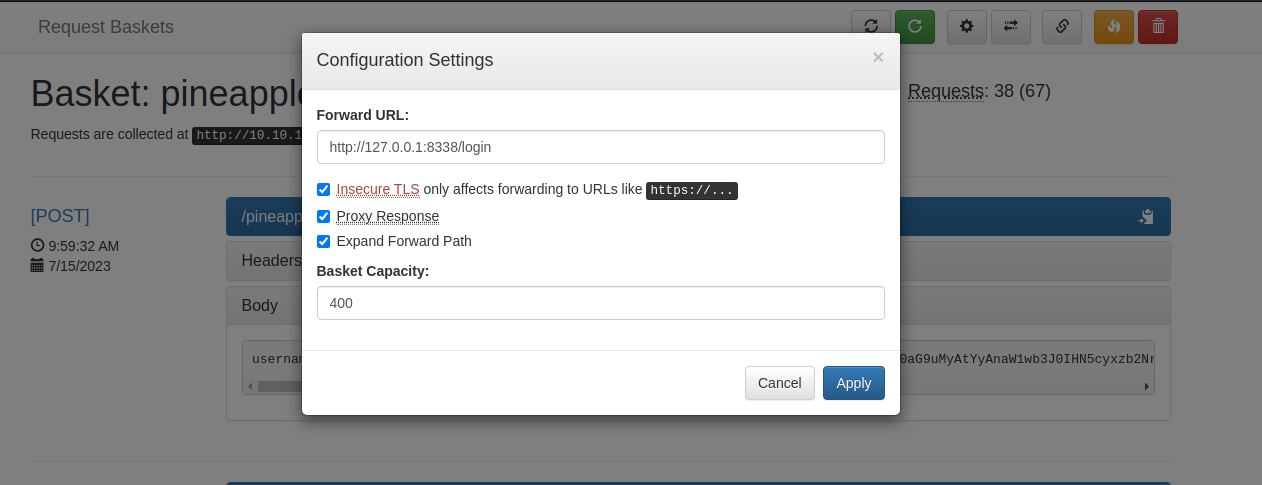 Request Baskets
Configuration Settings
×
Basket: pineapple
Requests: 38 (67)
Requests are collected at http://10.10.1
Forward URL:
http://127.0.0.1:8338/login
Insecure TLS only affects forwarding to URLs like https://...
Proxy Response
Expand Forward Path
Basket Capacity:
400
Cancel
Apply
[POST]
9:59:32 AM
7/15/2023
/pineapp
Headers
Body
usernam
0aG9uMyAtYyAnaW1wb3J0IHN5cyxzb2Nr